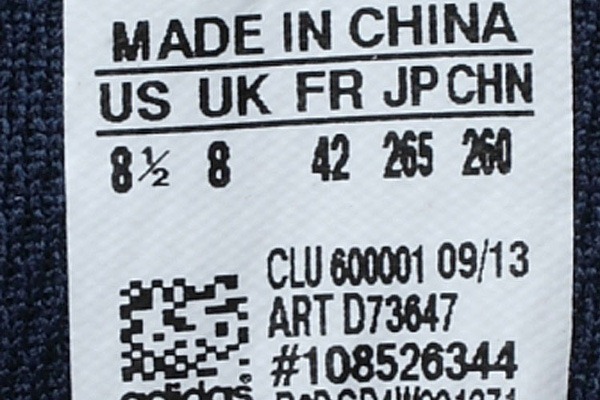 MADE IN CHINA
US UK FR JP CHN
8½ 8 42 265 260
CLU 600001 09/13
ART D73647
#108526344
adidas